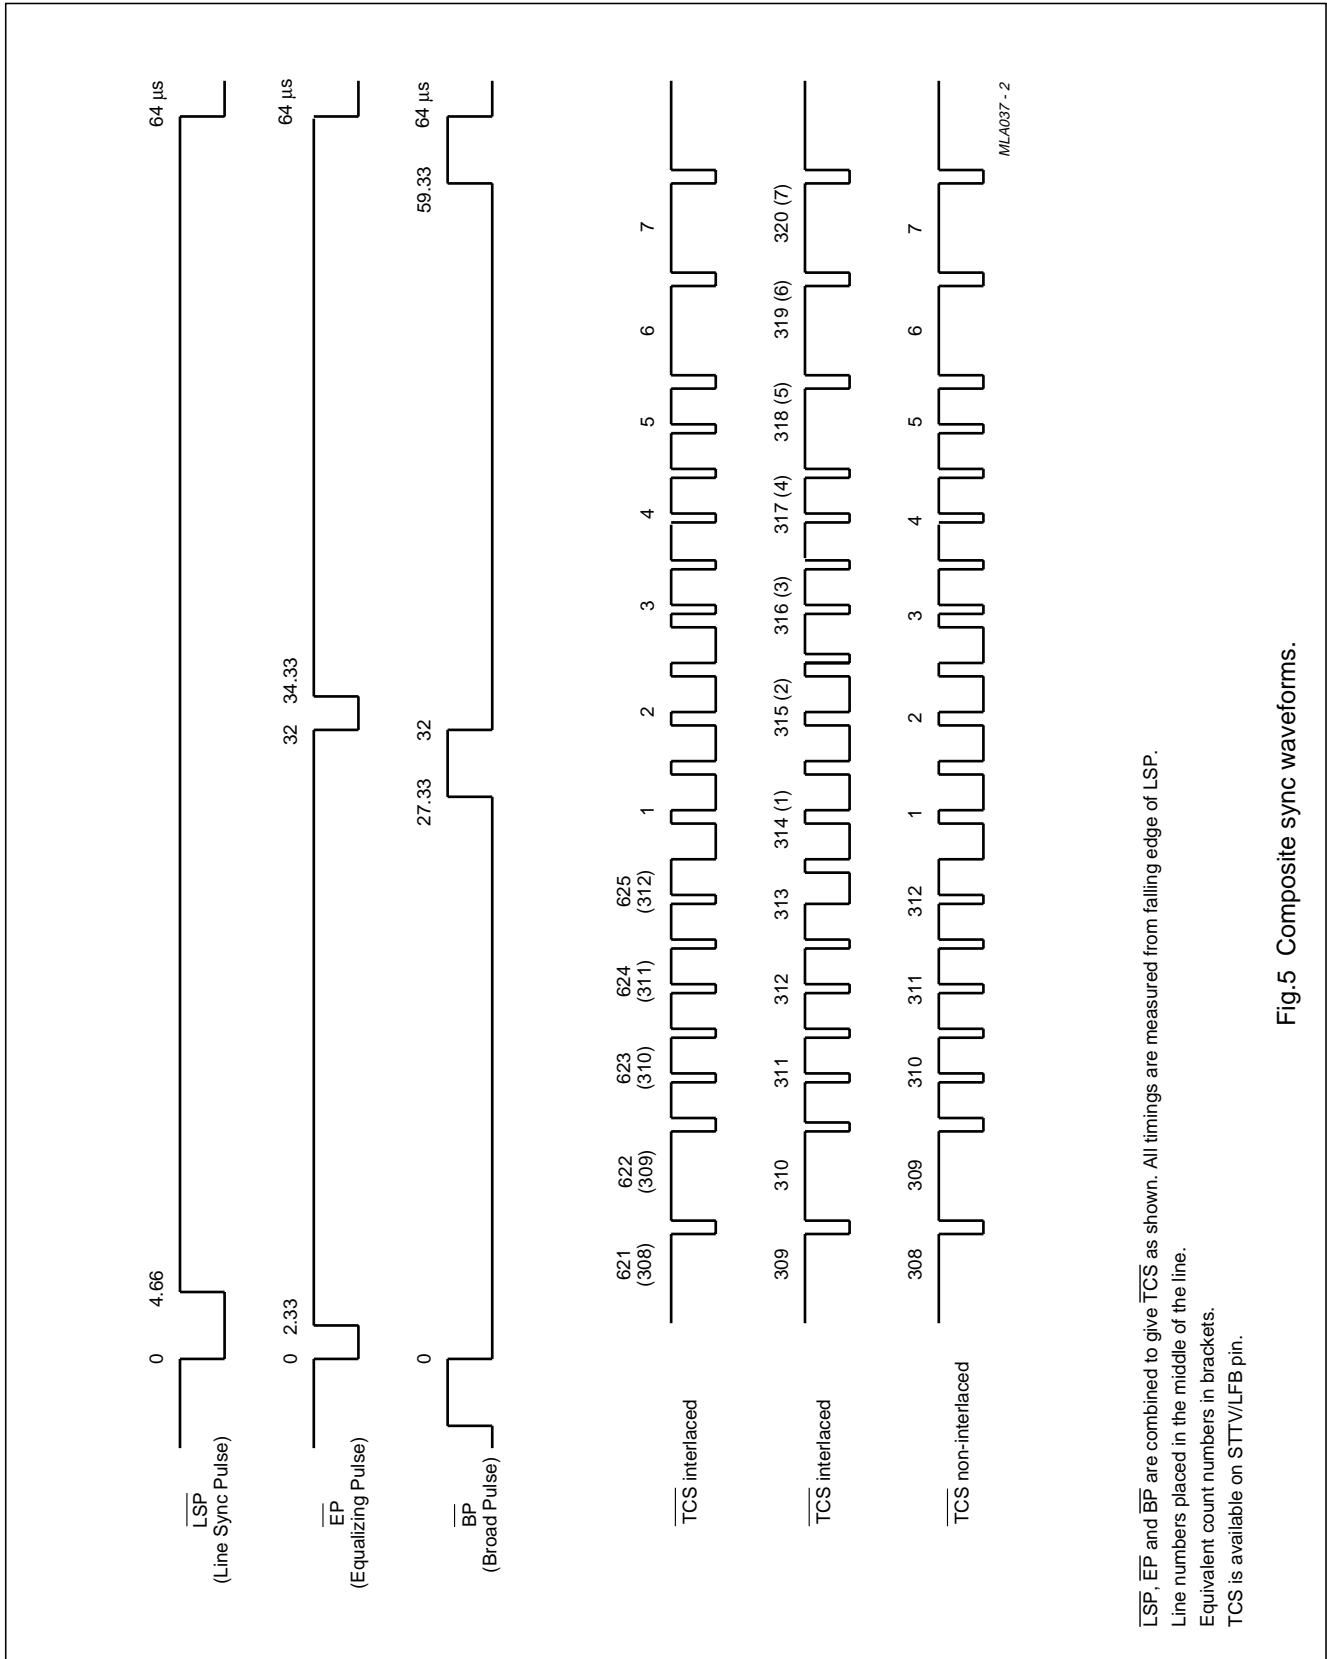 0
4.66
64 µs
LSP
(Line Sync Pulse)
0
2.33
32
34.33
64 µs
EP
(Equalizing Pulse)
0
27.33
32
59.33
64 µs
BP
(Broad Pulse)
621
(308)
622
(309)
623
(310)
624
(311)
625
(312)
1
2
3
4
5
6
7
TCS interlaced
309
310
311
312
313
314 (1)
315 (2)
316 (3)
317 (4)
318 (5)
319 (6)
320 (7)
TCS interlaced
308
309
310
311
312
1
2
3
4
5
6
7
TCS non-interlaced
MLA037 - 2
LSP, EP and BP are combined to give TCS as shown. All timings are measured from falling edge of LSP.
Line numbers placed in the middle of the line.
Equivalent count numbers in brackets.
TCS is available on STTV/LFB pin.
Fig.5 Composite sync waveforms.